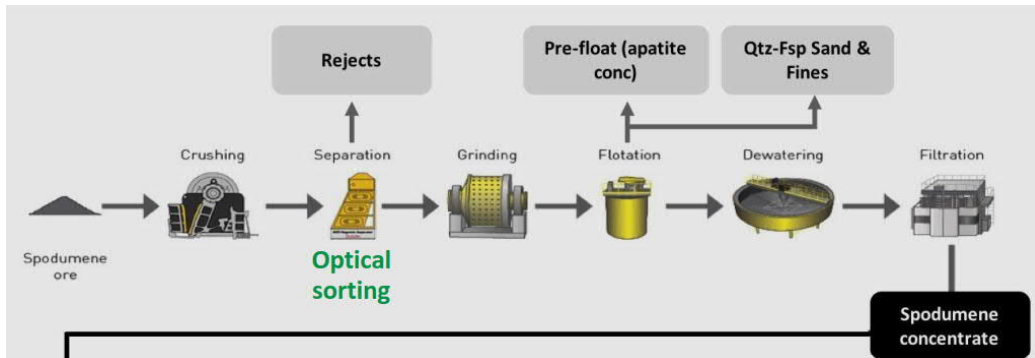 Rejects
Pre-float (apatite
conc)
Qtz-Fsp Sand &
Fines
Crushing
Separation
Grinding
Flotation
Dewatering
Filtration
Spodumene
ore
Optical
sorting
Spodumene
concentrate